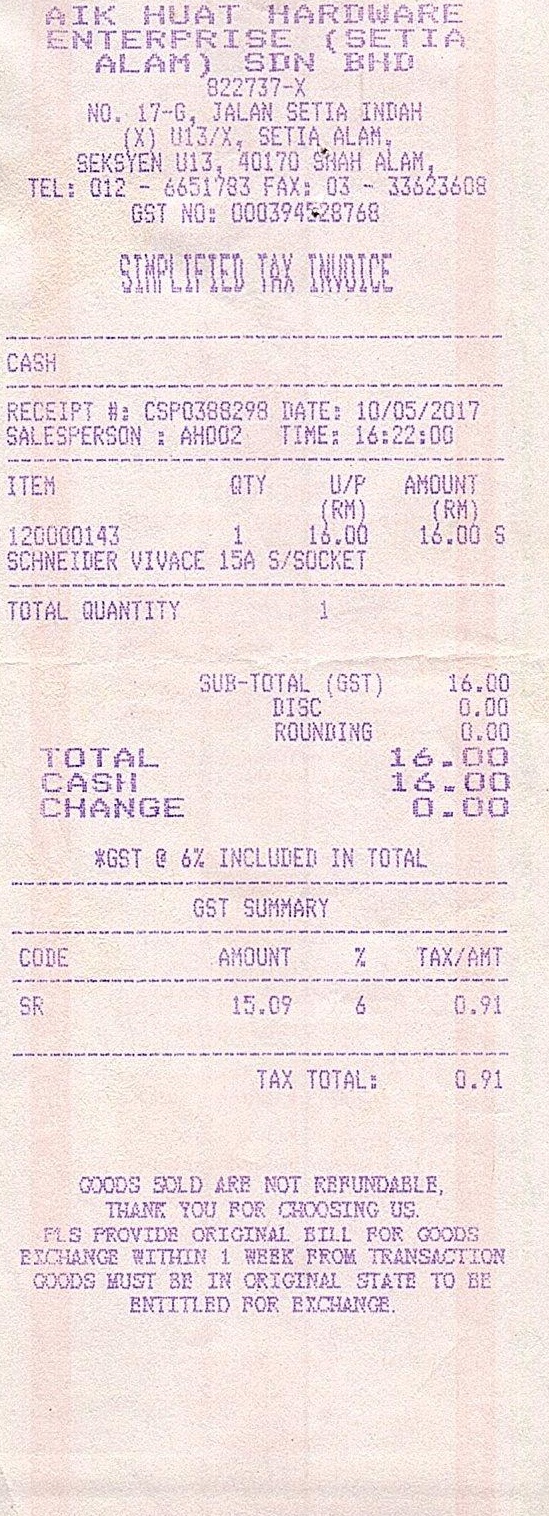 AIK HUAT HARDWARE
ENTERPRISE (SETIA
ALAM) SDN BHD
822737-X
NO. 17-G, JALAN SETIA INDAH
(X) U13/X, SETIA ALAM,
SEKSYEN U13, 40170 SHAH ALAM,
TEL: 012 - 6651783 FAX: 03 - 33623608
GST NO: 000394528768
SIMPLIFIED TAX INVOICE
CASH
RECEIPT #: CSP0388298 DATE: 10/05/2017
SALESPERSON : AH002 TIME: 16:22:00
ITEM QTY U/P AMOUNT
(RM) (RM)
120000143 1 16.00 16.00 S
SCHNEIDER VIVACE 15A S/SOCKET
TOTAL QUANTITY 1
SUB-TOTAL (GST) 16.00
DISC 0.00
ROUNDING 0.00
TOTAL 16.00
CASH 16.00
CHANGE 0.00
*GST @ 6% INCLUDED IN TOTAL
GST SUMMARY
CODE AMOUNT % TAX/AMT
SR 15.09 6 0.91
TAX TOTAL: 0.91
GOODS SOLD ARE NOT REFUNDABLE,
THANK YOU FOR CHOOSING US.
PLS PROVIDE ORIGINAL BILL FOR GOODS
EXCHANGE WITHIN 1 WEEK FROM TRANSACTION
GOODS MUST BE IN ORIGINAL STATE TO BE
ENTITLED FOR EXCHANGE.